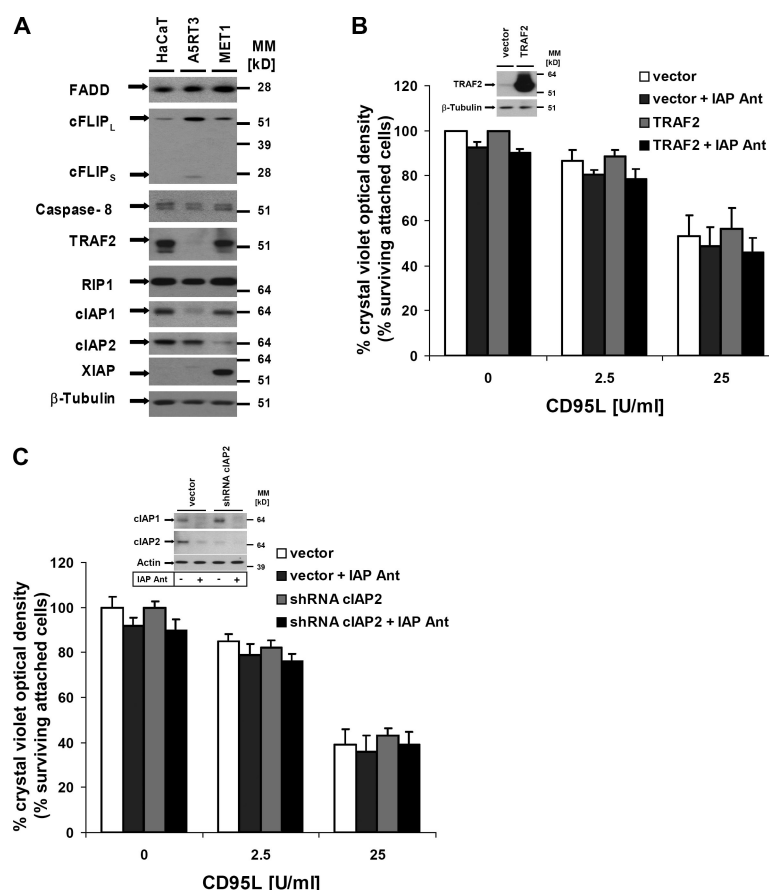 A
HaCaT
A5RT3
MET1
MM
[kD]
FADD
28
cFLIPL
51
39
cFLIPS
28
Caspase- 8
51
TRAF2
51
RIP1
64
cIAP1
64
cIAP2
64
64
XIAP
51
β-Tubulin
51
B
vector
TRAF2
MM
[kD]
64
TRAF2
51
β-Tubulin
51
vector
vector + IAP Ant
TRAF2
TRAF2 + IAP Ant
% crystal violet optical density
(% surviving attached cells)
120
100
80
60
40
20
0
0
2.5
25
CD95L [U/ml]
C
vector
shRNA cIAP2
MM
[kD]
cIAP1
64
cIAP2
64
Actin
39
IAP Ant - + - +
vector
vector + IAP Ant
shRNA cIAP2
shRNA cIAP2 + IAP Ant
% crystal violet optical density
(% surviving attached cells)
120
100
80
60
40
20
0
0
2.5
25
CD95L [U/ml]